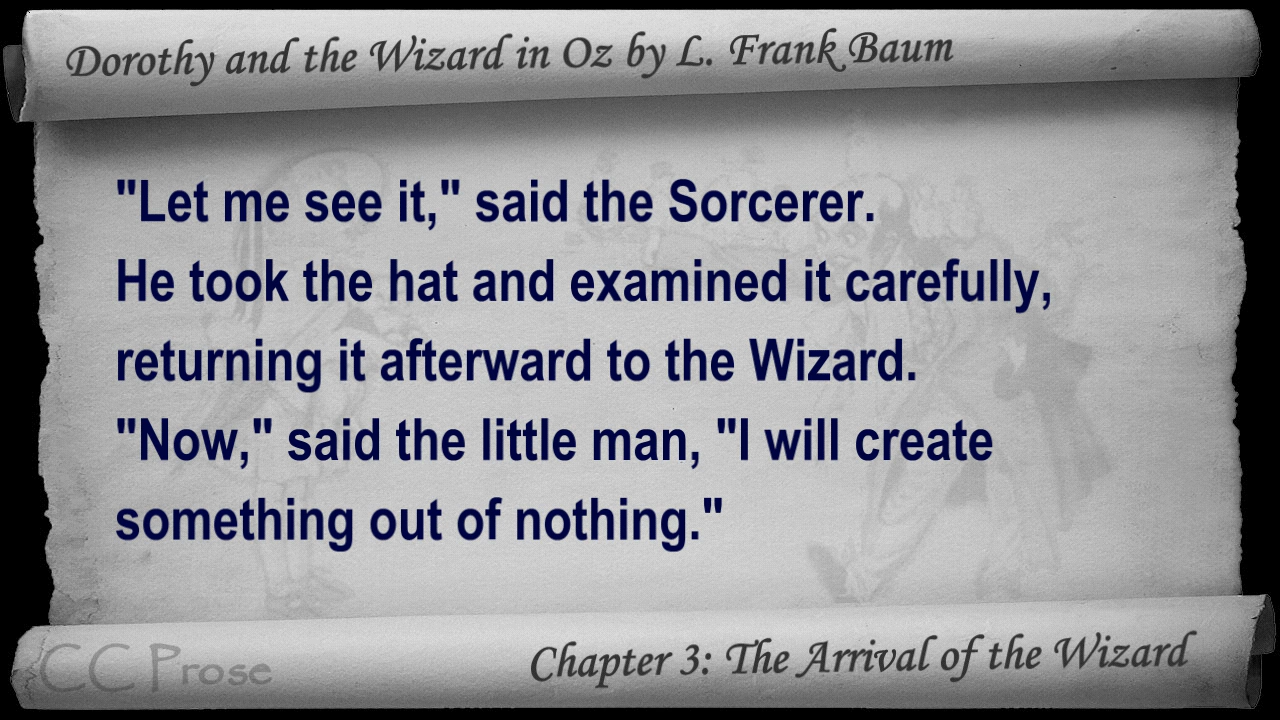 Dorothy and the Wizard in Oz by L. Frank Baum
"Let me see it," said the Sorcerer.
He took the hat and examined it carefully,
returning it afterward to the Wizard.
"Now," said the little man, "I will create
something out of nothing."
CC Prose
Chapter 3: The Arrival of the Wizard